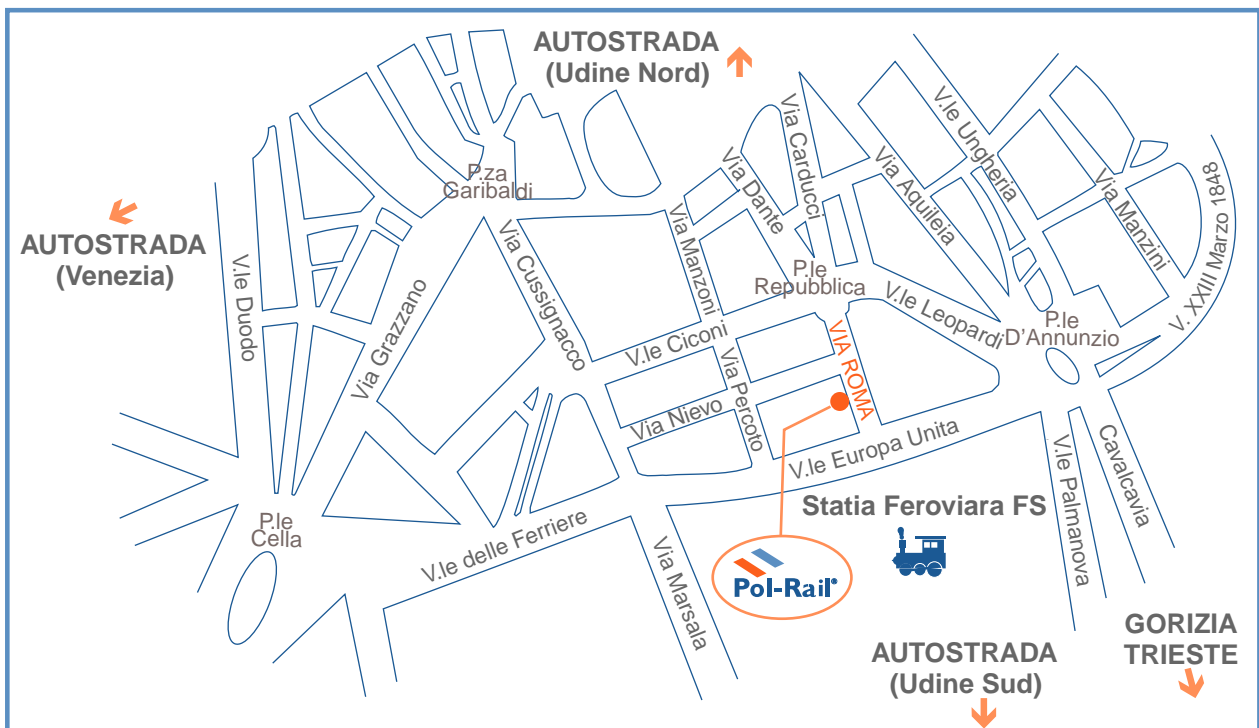 AUTOSTRADA
(Udine Nord)
V.le Ungheria
Via Carducci
P.za
Garibaldi
Via Dante
Via Aquileia
Via Manzini
V. XXIII Marzo 1848
AUTOSTRADA
(Venezia)
V.le Duodo
Via Grazzano
Via Cussignacco
Via Manzoni
P.le
Repubblica
V.le Leopardi
P.le
D'Annunzio
V.le Ciconi
VIA ROMA
Via Percoto
Via Nievo
V.le Europa Unita
V.le Palmanova
Cavalcavia
Statia Feroviara FS
P.le
Cella
V.le delle Ferriere
Via Marsala
Pol-Rail®
AUTOSTRADA
(Udine Sud)
GORIZIA
TRIESTE